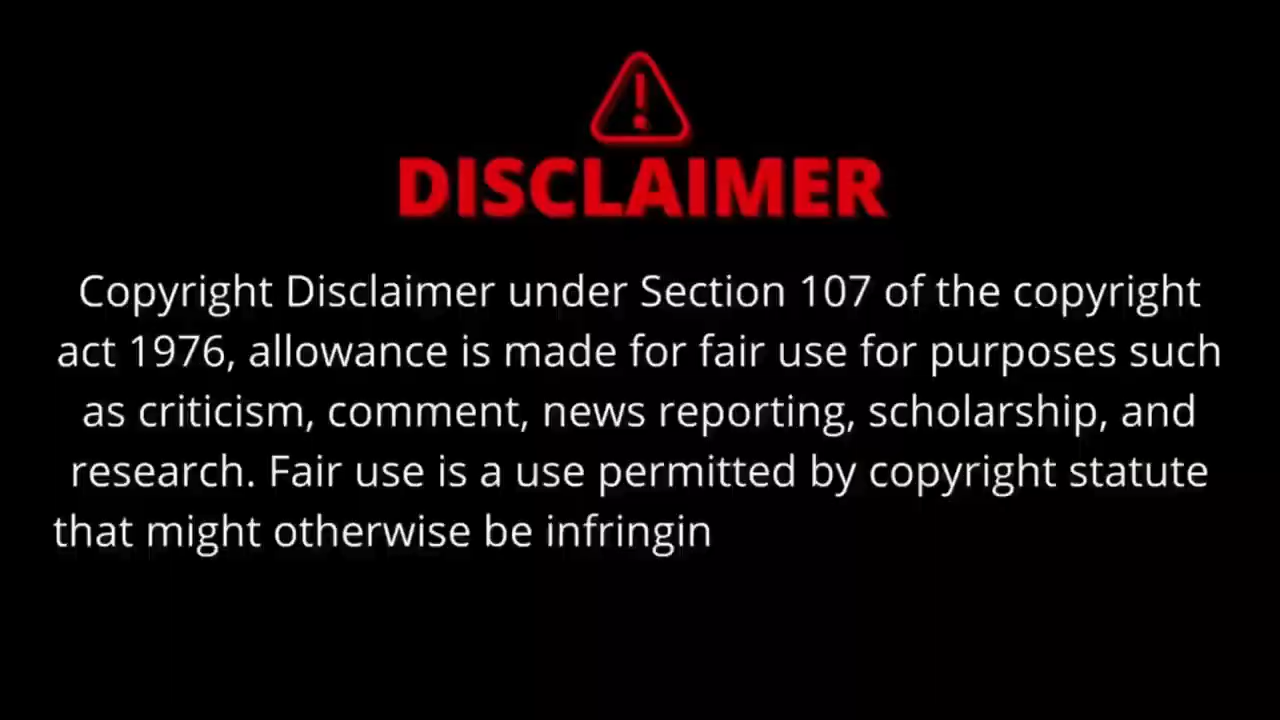 DISCLAIMER
Copyright Disclaimer under Section 107 of the copyright
act 1976, allowance is made for fair use for purposes such
as criticism, comment, news reporting, scholarship, and
research. Fair use is a use permitted by copyright statute
that might otherwise be infringin